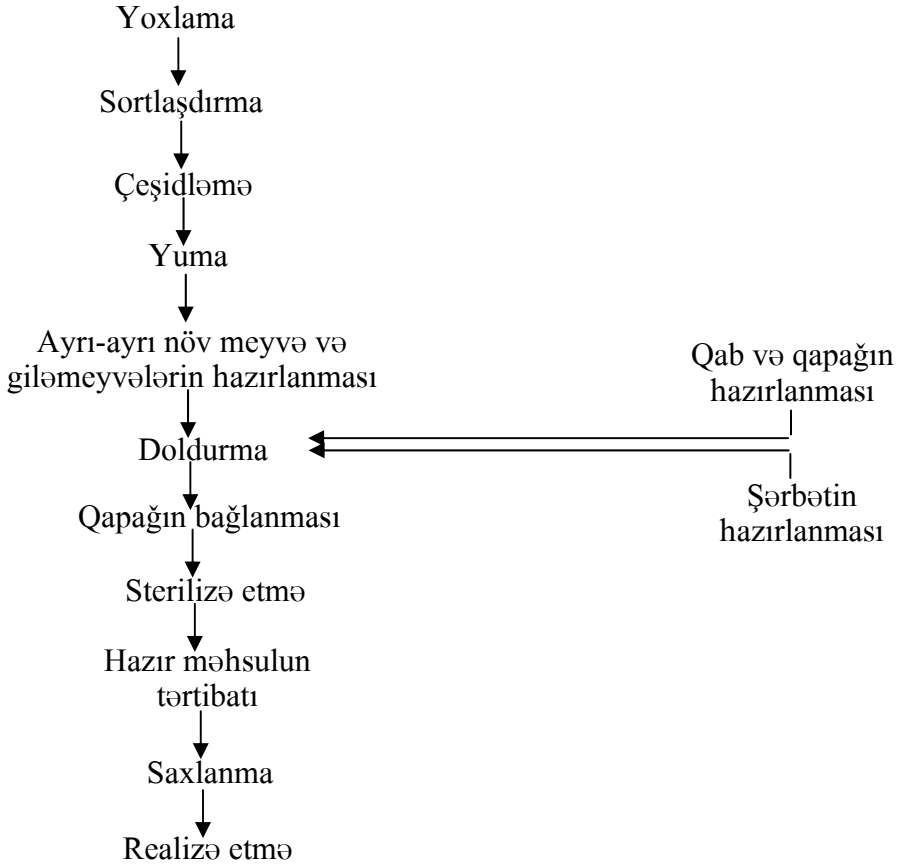 Yoxlama
Sortlaşdırma
Çeşidləmə
Yuma
Ayrı-ayrı növ meyvə və
giləmeyvələrin hazırlanması
Qab və qapağın
hazırlanması
Doldurma
Şərbətin
hazırlanması
Qapağın bağlanması
Sterilizə etmə
Hazır məhsulun
tərtibatı
Saxlanma
Realizə etmə